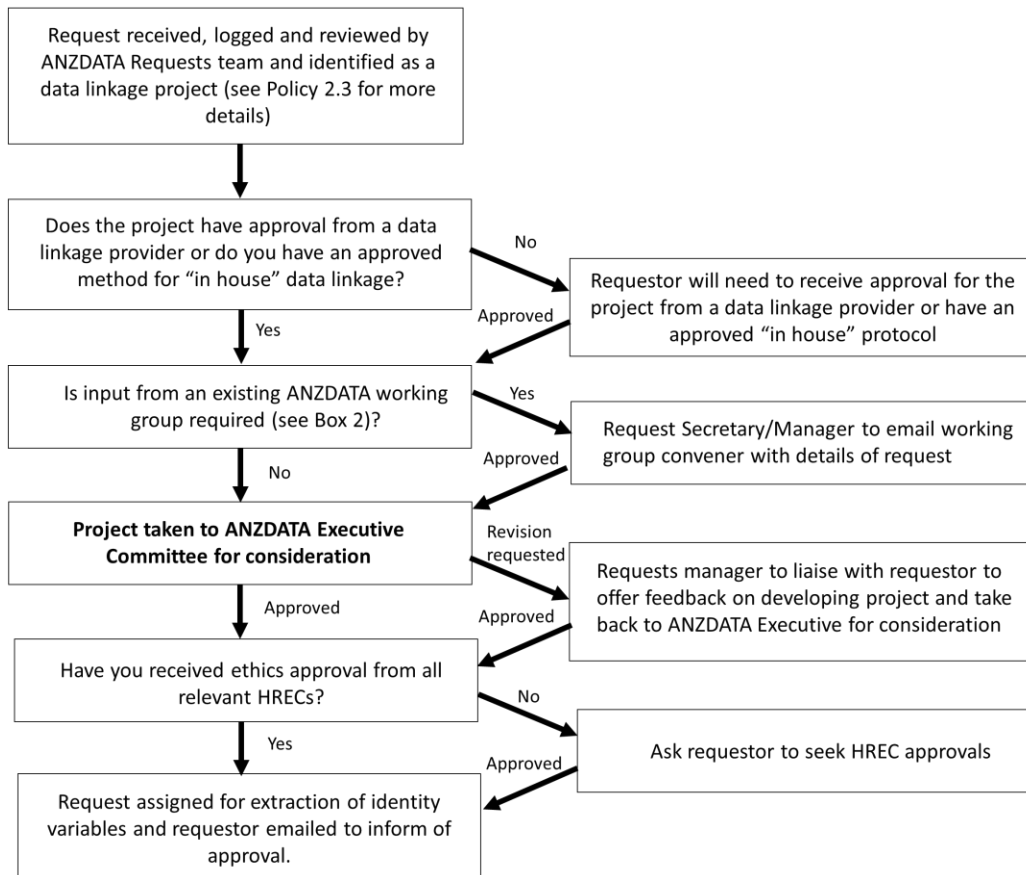 Request received, logged and reviewed by
ANZDATA Requests team and identified as a
data linkage project (see Policy 2.3 for more
details)
Does the project have approval from a data
linkage provider or do you have an approved
method for “in house” data linkage?
No
Requestor will need to receive approval for the
project from a data linkage provider or have an
approved “in house” protocol
Approved
Yes
Is input from an existing ANZDATA working
group required (see Box 2)?
Yes
Request Secretary/Manager to email working
group convener with details of request
Approved
No
Project taken to ANZDATA Executive
Committee for consideration
Revision
requested
Requests manager to liaise with requestor to
offer feedback on developing project and take
back to ANZDATA Executive for consideration
Approved
Approved
Have you received ethics approval from all
relevant HRECs?
No
Ask requestor to seek HREC approvals
Approved
Yes
Request assigned for extraction of identity
variables and requestor emailed to inform of
approval.